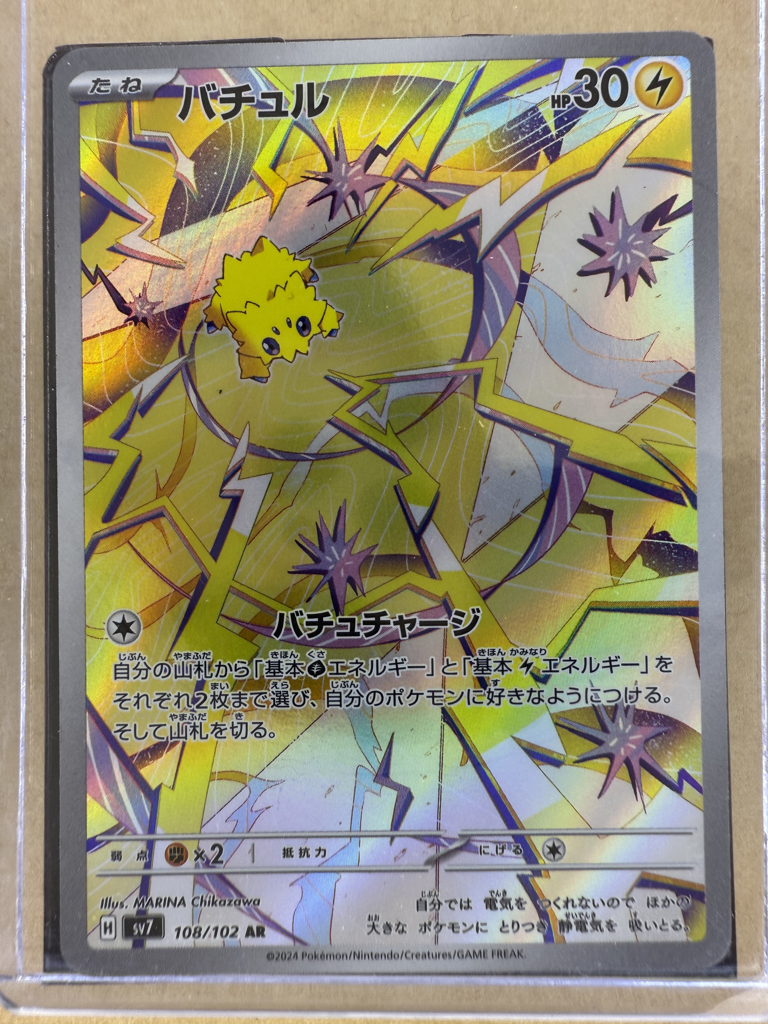 たね
バチュル
HP30
バチュチャージ
自分の山札から「基本エネルギー」と「基本エネルギー」を
それぞれ2枚まで選び、自分のポケモンに好きなようにつける。
そして山札を切る。
弱点 ×2 抵抗力 にげる
Illus. MARINA Chikazawa
自分では 電気を つくれないので ほかの
大きな ポケモンに とりつき 静電気を 吸いとる。
H SV7 108/102 AR
©2024 Pokémon/Nintendo/Creatures/GAME FREAK.